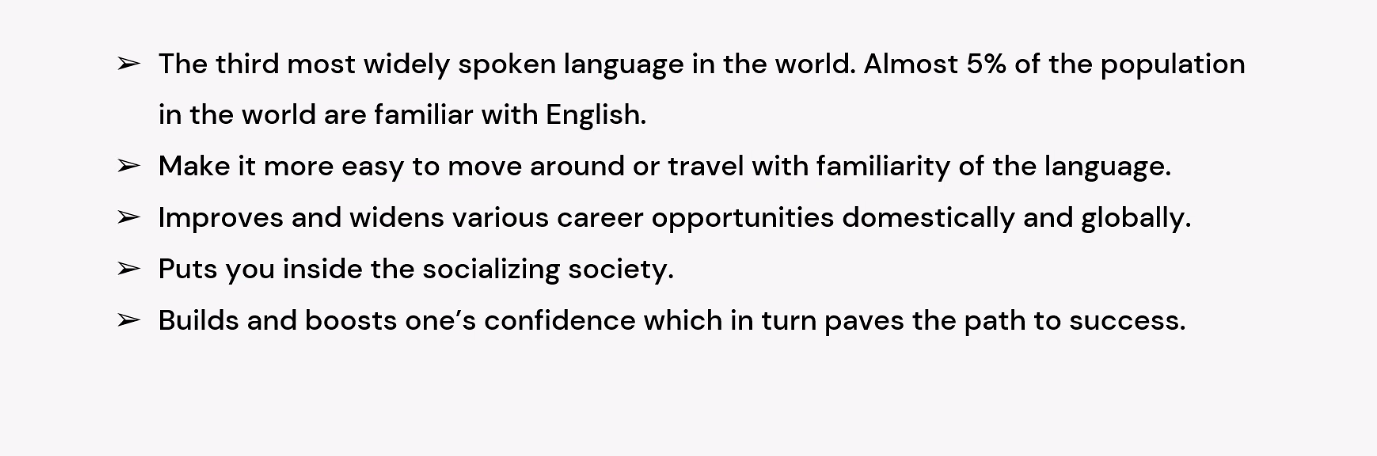 ➢ The third most widely spoken language in the world. Almost 5% of the population
in the world are familiar with English.
➢ Make it more easy to move around or travel with familiarity of the language.
➢ Improves and widens various career opportunities domestically and globally.
➢ Puts you inside the socializing society.
➢ Builds and boosts one’s confidence which in turn paves the path to success.